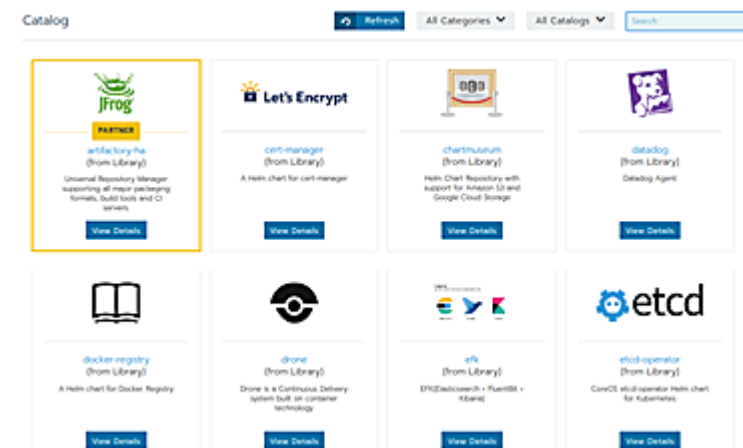 Catalog
Refresh
All Categories
All Catalogs
Search
JFrog
PARTNER
artifactory-ha
(from Library)
Universal Repository Manager
supporting all major packaging
formats, build tools and CI
servers.
View Details
Let's Encrypt
cert-manager
(from Library)
A Helm chart for cert-manager
View Details
chartmuseum
(from Library)
Helm Chart Repository with
support for Amazon S3 and
Google Cloud Storage
View Details
datadog
(from Library)
Datadog Agent
View Details
docker-registry
(from Library)
A Helm chart for Docker Registry
View Details
drone
(from Library)
Drone is a Continuous Delivery
system built on container
technology
View Details
efk
(from Library)
EFK(Elasticsearch + FluentBit +
Kibana)
View Details
etcd
etcd-operator
(from Library)
CoreOS etcd-operator Helm chart
for Kubernetes
View Details